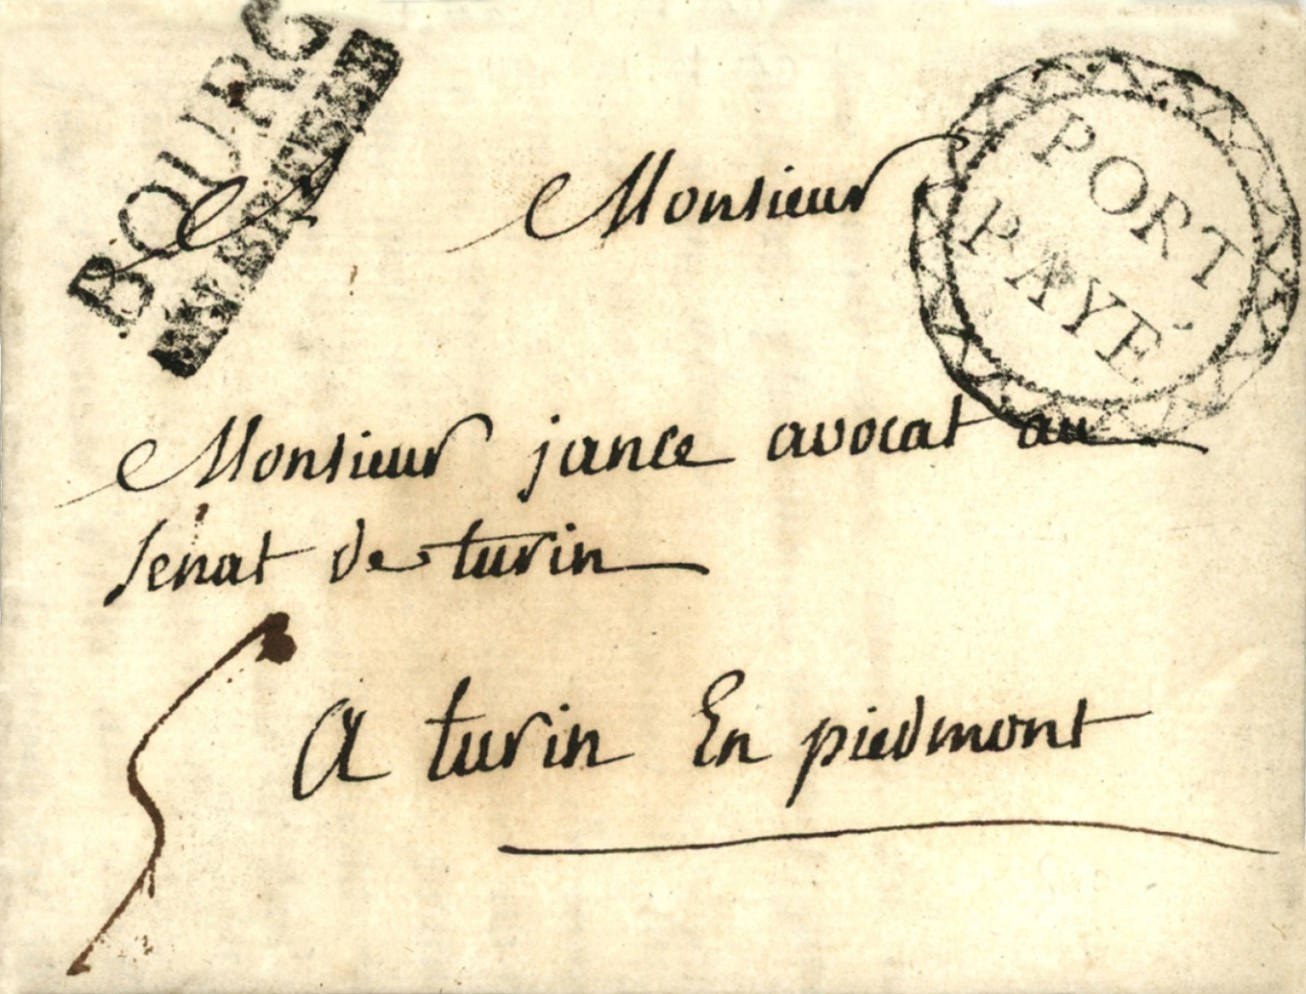 BOURG
EN BRESSE
PORT
PAYÉ
A Monsieur
Monsieur jance avocat au
senat de turin
A turin En piedmont
5